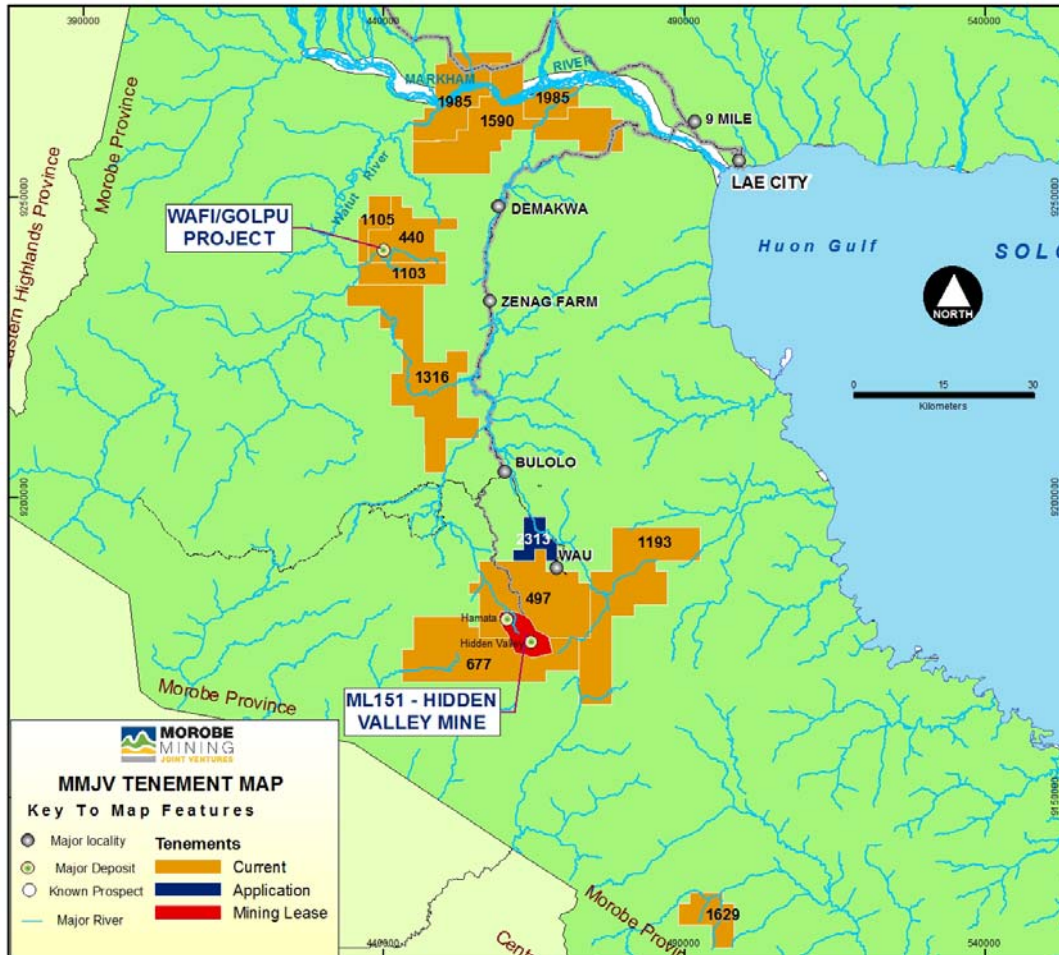 390000
440000
490000
540000
MARKHAM
RIVER
1985
1985
1590
9 MILE
LAE CITY
Morobe Province
Eastern Highlands Province
Watut River
9250000
9250000
WAFI/GOLPU
PROJECT
1105
440
1103
DEMAKWA
Huon Gulf
SOLO
NORTH
ZENAG FARM
1316
0 15 30
Kilometers
BULOLO
9200000
9200000
2313
WAU
1193
497
Hamata
Hidden Valley
677
Morobe Province
ML151 - HIDDEN
VALLEY MINE
MOROBE
MINING
JOINT VENTURES
MMJV TENEMENT MAP
Key To Map Features
Major locality
Major Deposit
Known Prospect
Major River
Tenements
Current
Application
Mining Lease
9150000
1629
Morobe Province
440000
490000
540000